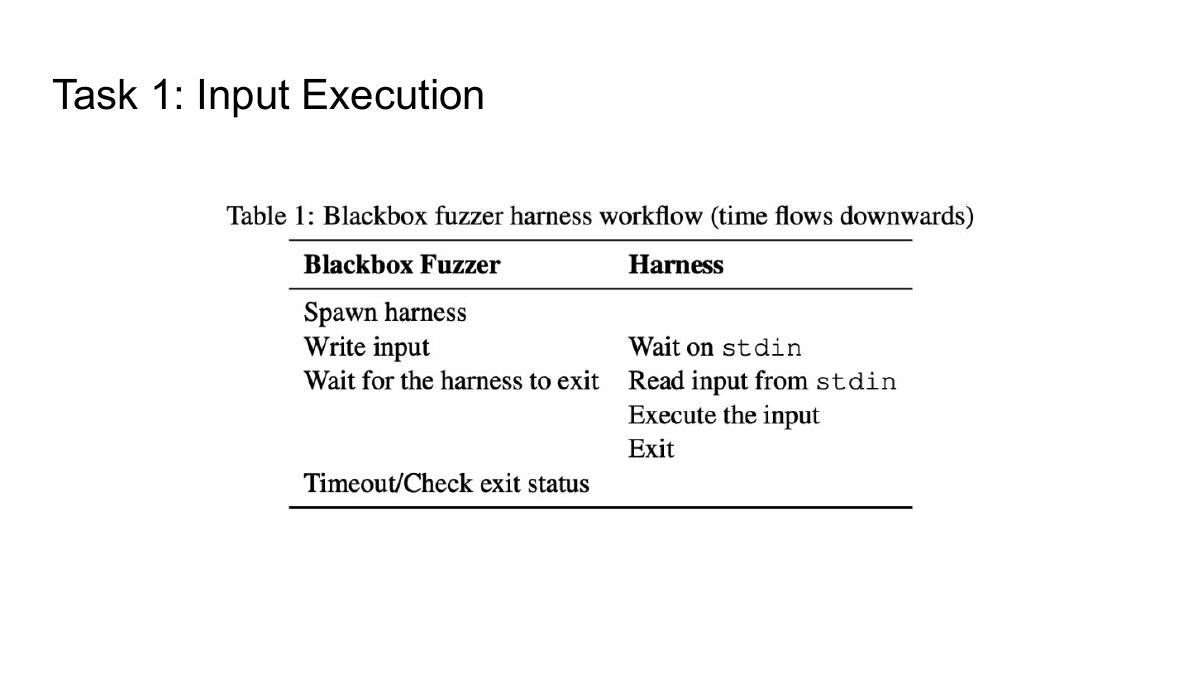 Task 1: Input Execution
Table 1: Blackbox fuzzer harness workflow (time flows downwards)
Blackbox Fuzzer Harness
Spawn harness
Write input Wait on stdin
Wait for the harness to exit Read input from stdin
Execute the input
Exit
Timeout/Check exit status